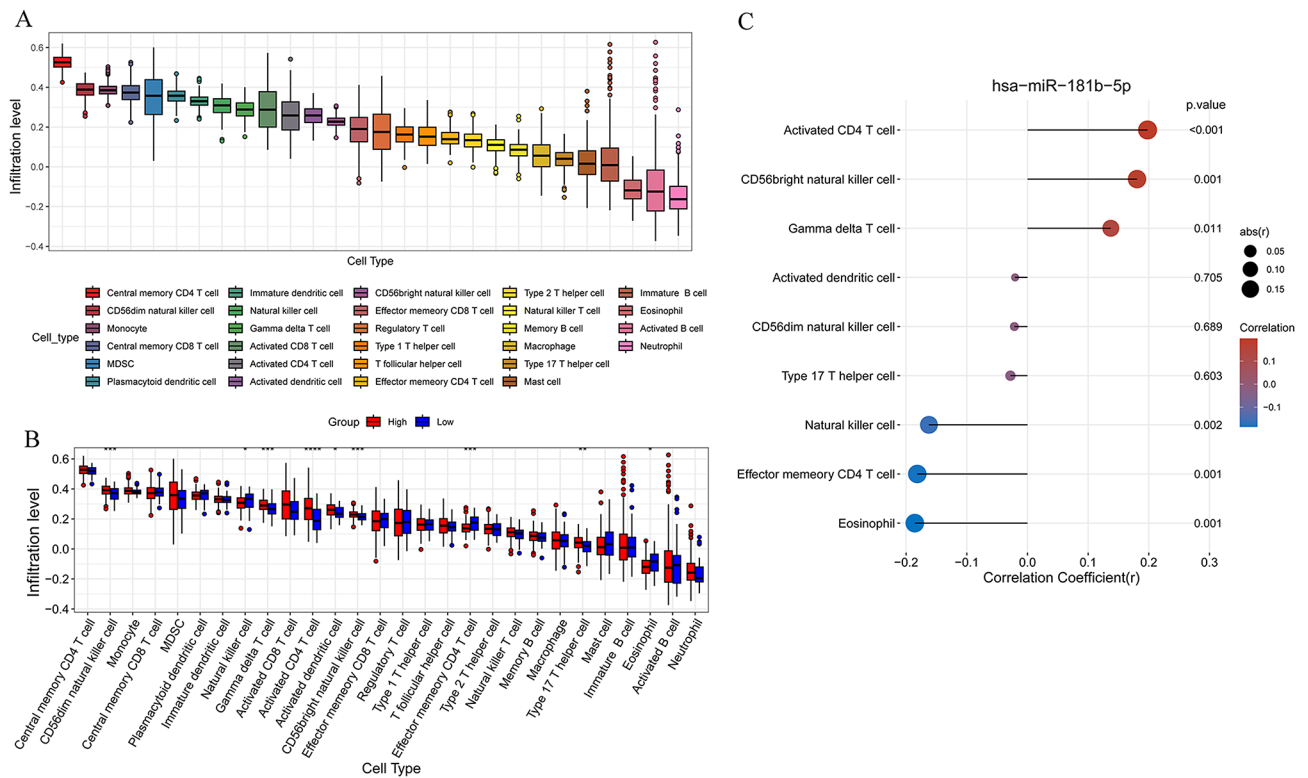 A
0.6
0.4
0.2
0.0
−0.2
−0.4
Infiltration level
Cell Type
Cell_type
Central memory CD4 T cell
CD56dim natural killer cell
Monocyte
Central memory CD8 T cell
MDSC
Plasmacytoid dendritic cell
Immature dendritic cell
Natural killer cell
Gamma delta T cell
Activated CD8 T cell
Activated CD4 T cell
Activated dendritic cell
CD56bright natural killer cell
Effector memeory CD8 T cell
Regulatory T cell
Type 1 T helper cell
T follicular helper cell
Effector memeory CD4 T cell
Type 2 T helper cell
Natural killer T cell
Memory B cell
Macrophage
Type 17 T helper cell
Mast cell
Immature B cell
Eosinophil
Activated B cell
Neutrophil
B
Group High Low
*** * *** **** * *** *** ** *
0.6
0.4
0.2
0.0
−0.2
−0.4
Infiltration level
Central memory CD4 T cell
CD56dim natural killer cell
Monocyte
Central memory CD8 T cell
MDSC
Plasmacytoid dendritic cell
Immature dendritic cell
Natural killer cell
Gamma delta T cell
Activated CD8 T cell
Activated CD4 T cell
Activated dendritic cell
CD56bright natural killer cell
Effector memeory CD8 T cell
Regulatory T cell
Type 1 T helper cell
T follicular helper cell
Effector memeory CD4 T cell
Type 2 T helper cell
Natural killer T cell
Memory B cell
Macrophage
Type 17 T helper cell
Mast cell
Immature B cell
Eosinophil
Activated B cell
Neutrophil
Cell Type
C
hsa−miR−181b−5p
p.value
Activated CD4 T cell <0.001
CD56bright natural killer cell 0.001
Gamma delta T cell 0.011
Activated dendritic cell 0.705
CD56dim natural killer cell 0.689
Type 17 T helper cell 0.603
Natural killer cell 0.002
Effector memeory CD4 T cell 0.001
Eosinophil 0.001
−0.2 −0.1 0.0 0.1 0.2 0.3
Correlation Coefficient(r)
abs(r)
0.05
0.10
0.15
Correlation
0.1
0.0
−0.1